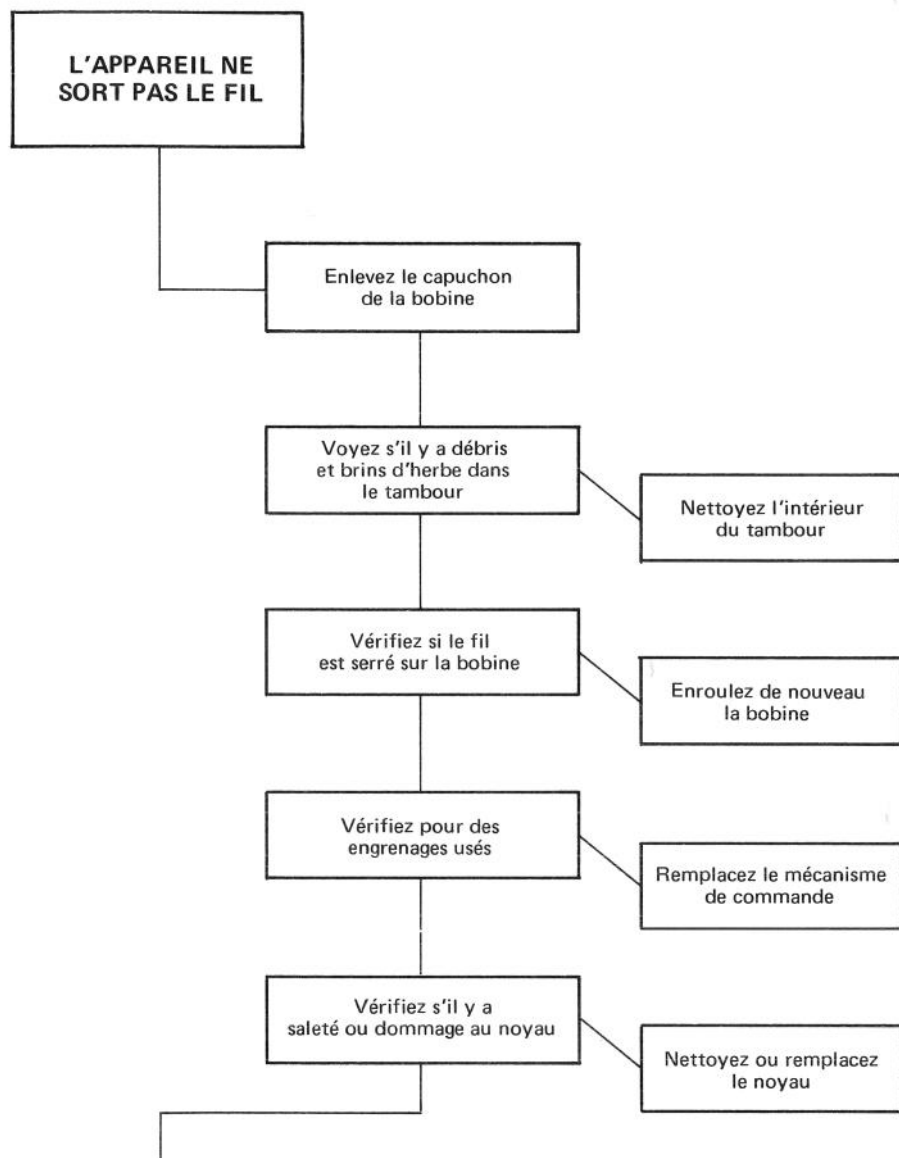 L'APPAREIL NE
SORT PAS LE FIL
Enlevez le capuchon
de la bobine
Voyez s'il y a débris
et brins d'herbe dans
le tambour
Nettoyez l'intérieur
du tambour
Vérifiez si le fil
est serré sur la bobine
Enroulez de nouveau
la bobine
Vérifiez pour des
engrenages usés
Remplacez le mécanisme
de commande
Vérifiez s'il y a
saleté ou dommage au noyau
Nettoyez ou remplacez
le noyau